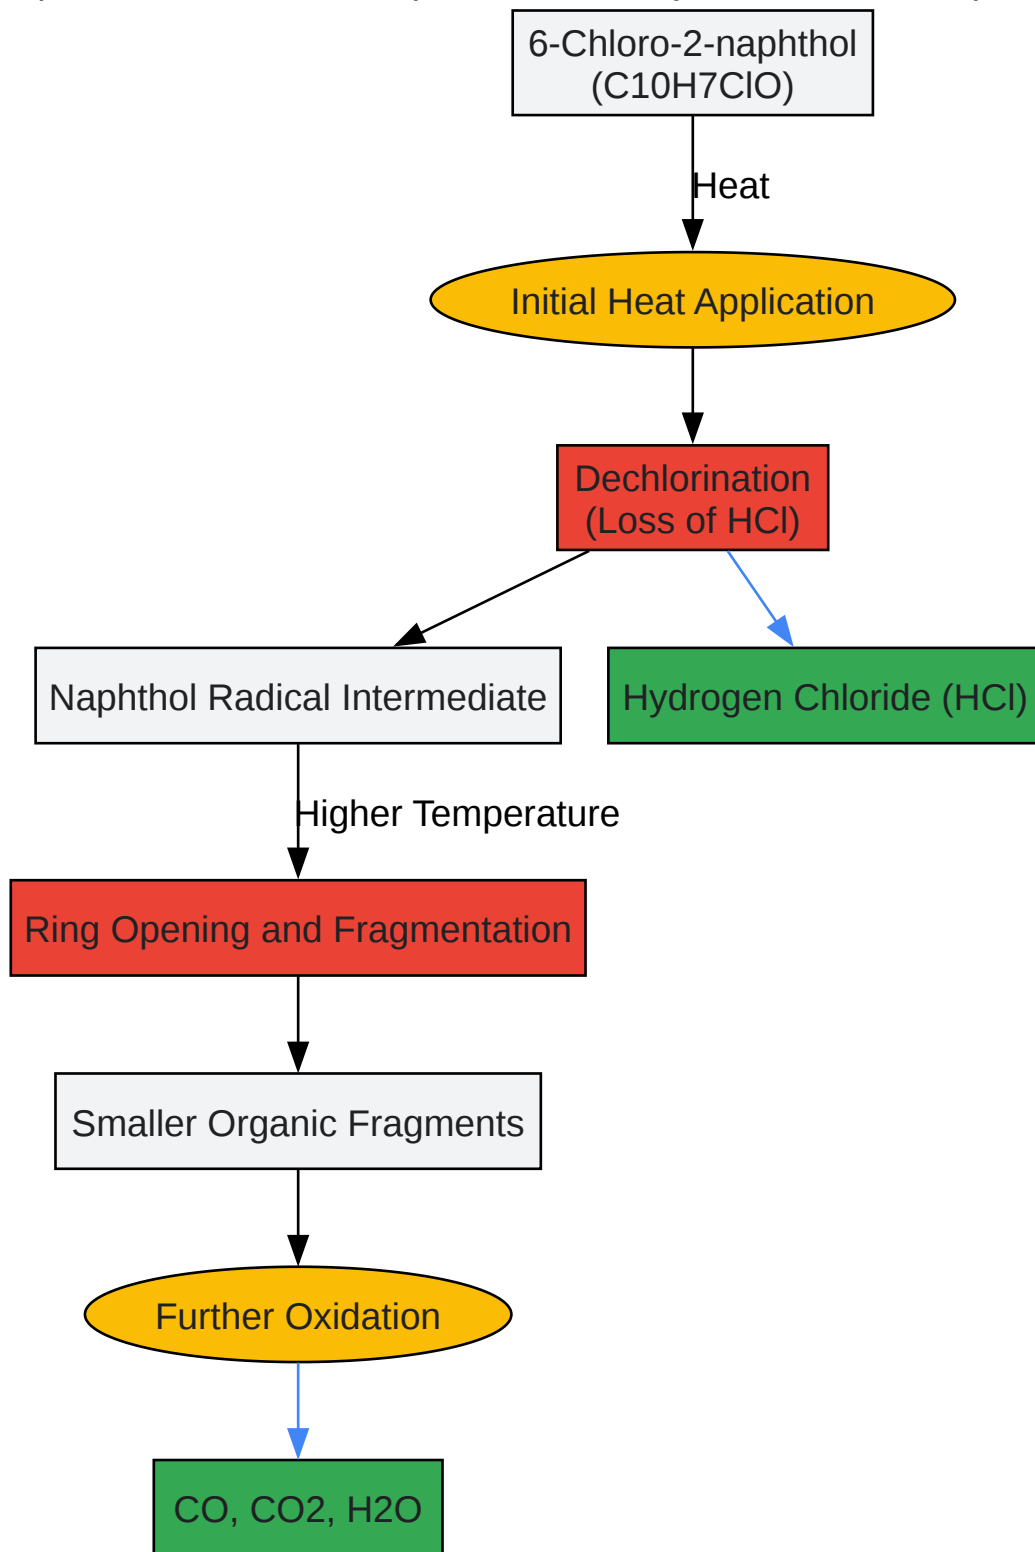 6-Chloro-2-naphthol
(C10H7ClO)
Heat
Initial Heat Application
Dechlorination
(Loss of HCl)
Naphthol Radical Intermediate
Hydrogen Chloride (HCl)
Higher Temperature
Ring Opening and Fragmentation
Smaller Organic Fragments
Further Oxidation
CO, CO2, H2O